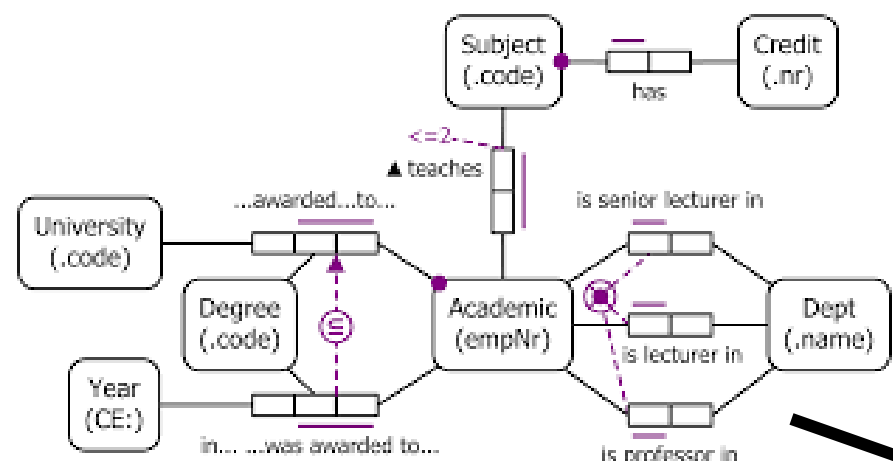 Subject
(.code)
Credit
(.nr)
has
<=2
▲ teaches
...awarded...to...
is senior lecturer in
University
(.code)
Degree
(.code)
Academic
(empNr)
Dept
(.name)
is lecturer in
Year
(CE:)
in... ...was awarded to...
is professor in